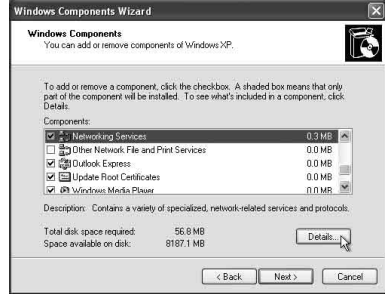 Windows Components Wizard
Windows Components
You can add or remove components of Windows XP.
To add or remove a component, click the checkbox. A shaded box means that only
part of the component will be installed. To see what's included in a component, click
Details.
Components:
Networking Services 0.3 MB
Other Network File and Print Services 0.0 MB
Outlook Express 0.0 MB
Update Root Certificates 0.0 MB
Windows Media Player 0.0 MB
Description: Contains a variety of specialized, network-related services and protocols.
Total disk space required: 56.8 MB
Space available on disk: 8187.1 MB
Details...
< Back Next > Cancel